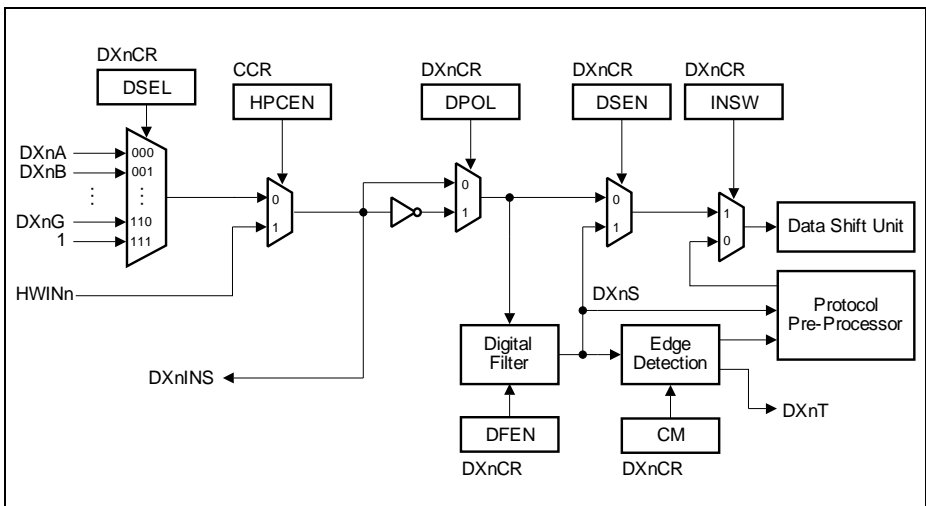 DXnCR
DSEL
CCR
HPCEN
DXnCR
DPOL
DXnCR
DSEN
DXnCR
INSW
DXnA
DXnB
⋮
DXnG
1
000
001
⋮
110
111
0
1
0
1
0
1
1
0
Data Shift Unit
HWINn
DXnS
Protocol
Pre-Processor
Digital
Filter
Edge
Detection
DXnINS
DXnT
DFEN
CM
DXnCR
DXnCR